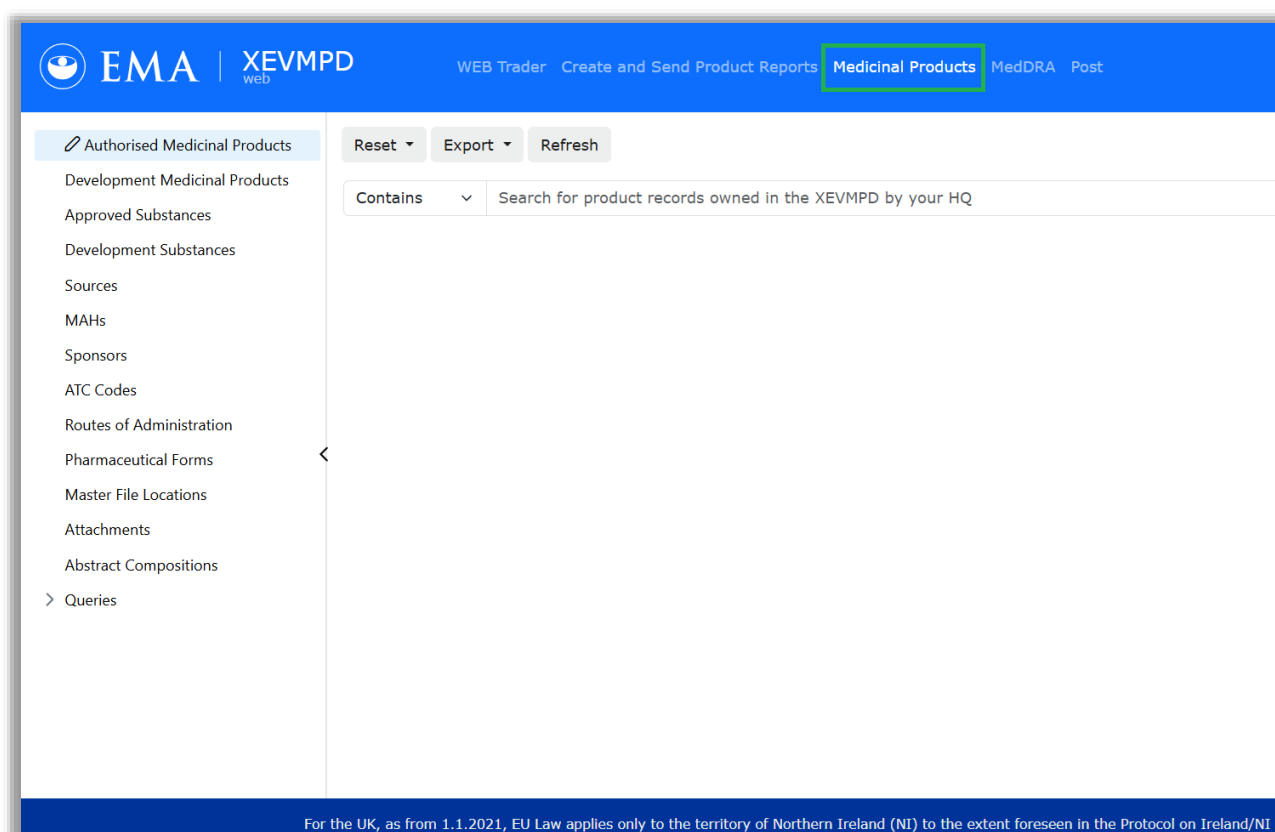 EMA | XEVMPD
web
WEB Trader Create and Send Product Reports Medicinal Products MedDRA Post
Authorised Medicinal Products
Development Medicinal Products
Approved Substances
Development Substances
Sources
MAHs
Sponsors
ATC Codes
Routes of Administration
Pharmaceutical Forms
Master File Locations
Attachments
Abstract Compositions
Queries
Reset Export Refresh
Contains Search for product records owned in the XEVMPD by your HQ
For the UK, as from 1.1.2021, EU Law applies only to the territory of Northern Ireland (NI) to the extent foreseen in the Protocol on Ireland/NI